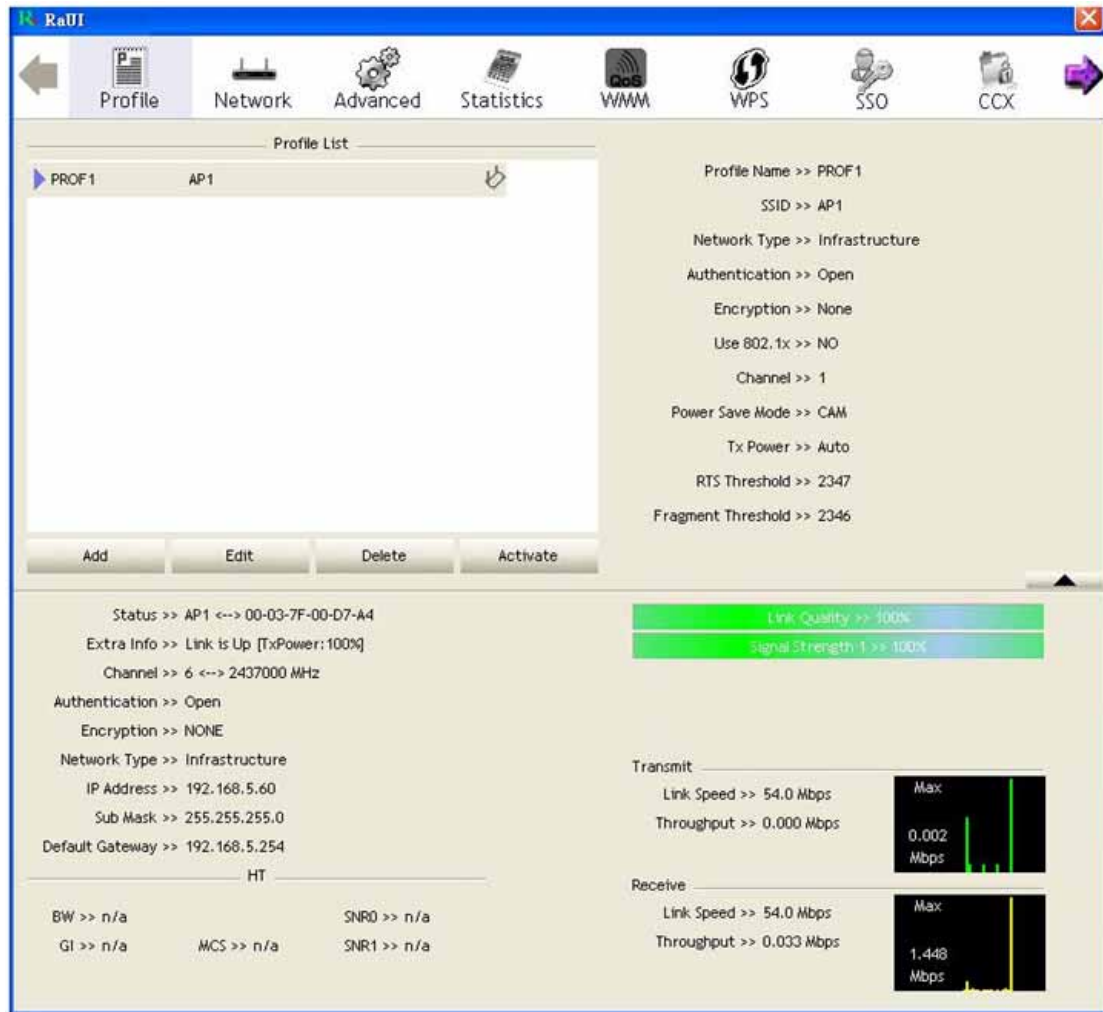 RaUI
Profile
Network
Advanced
Statistics
QoS
WMM
WPS
SSO
CCX
Profile List
PROF1 AP1
Profile Name >> PROF1
SSID >> AP1
Network Type >> Infrastructure
Authentication >> Open
Encryption >> None
Use 802.1x >> NO
Channel >> 1
Power Save Mode >> CAM
Tx Power >> Auto
RTS Threshold >> 2347
Fragment Threshold >> 2346
Add
Edit
Delete
Activate
Status >> AP1 <--> 00-03-7F-00-D7-A4
Extra Info >> Link is Up [TxPower:100%]
Channel >> 6 <--> 2437000 MHz
Authentication >> Open
Encryption >> NONE
Network Type >> Infrastructure
IP Address >> 192.168.5.60
Sub Mask >> 255.255.255.0
Default Gateway >> 192.168.5.254
HT
BW >> n/a
SNR0 >> n/a
GI >> n/a
MCS >> n/a
SNR1 >> n/a
Link Quality >> 100%
Signal Strength 1 >> 100%
Transmit
Link Speed >> 54.0 Mbps
Throughput >> 0.000 Mbps
Max
0.002
Mbps
Receive
Link Speed >> 54.0 Mbps
Throughput >> 0.033 Mbps
Max
1.448
Mbps